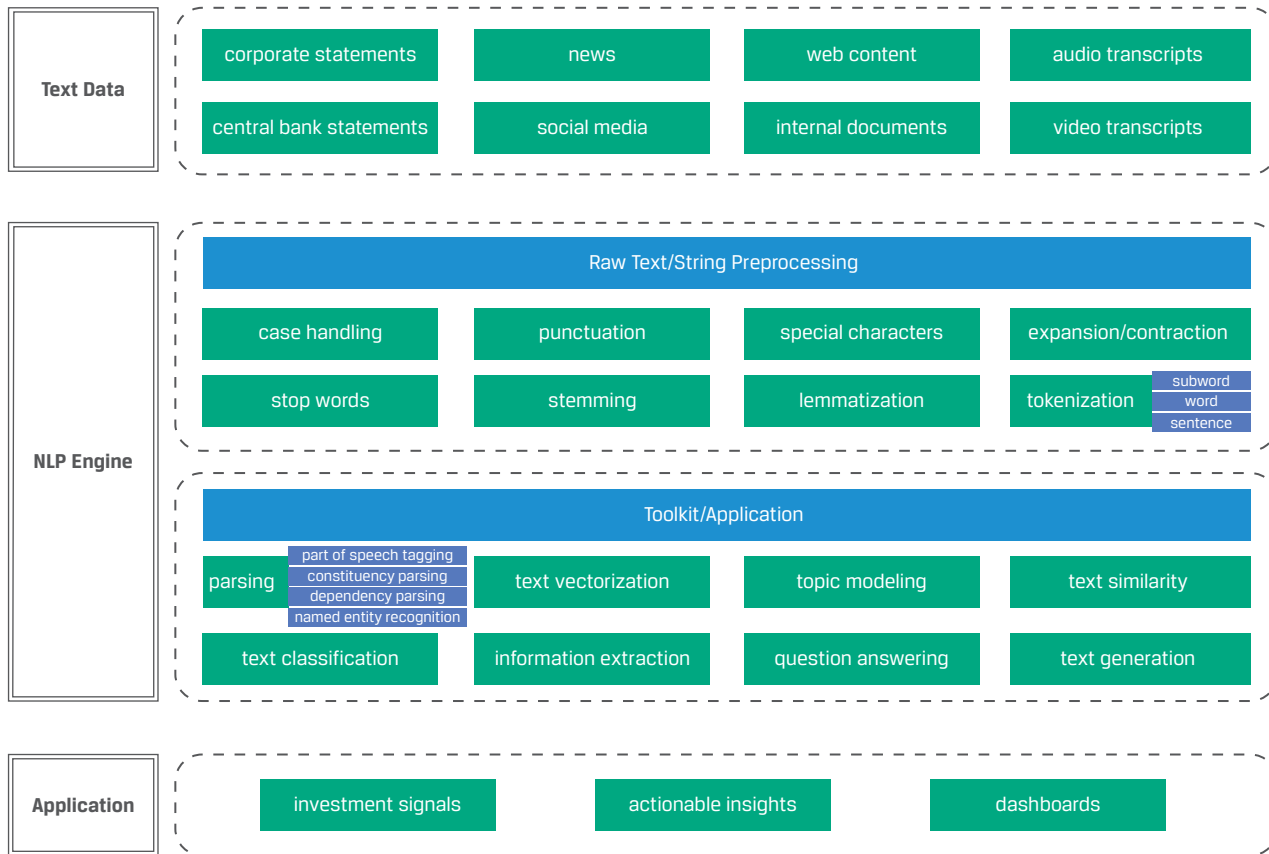 Text Data
corporate statements
news
web content
audio transcripts
central bank statements
social media
internal documents
video transcripts
NLP Engine
Raw Text/String Preprocessing
case handling
punctuation
special characters
expansion/contraction
stop words
stemming
lemmatization
tokenization
subword
word
sentence
Toolkit/Application
parsing
part of speech tagging
constituency parsing
dependency parsing
named entity recognition
text vectorization
topic modeling
text similarity
text classification
information extraction
question answering
text generation
Application
investment signals
actionable insights
dashboards